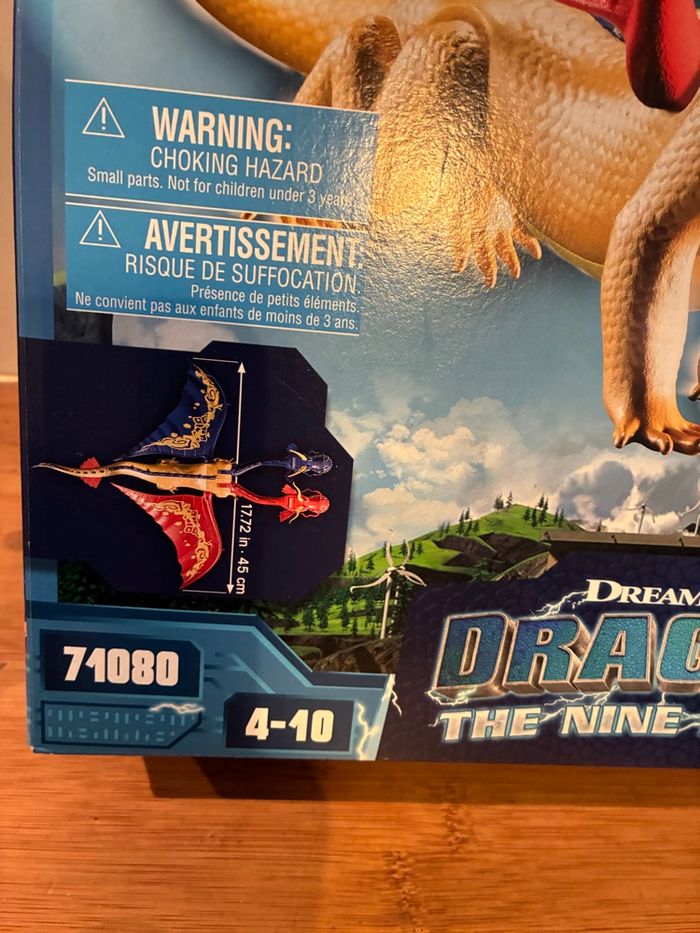 WARNING:
CHOKING HAZARD
Small parts. Not for children under 3 years.
AVERTISSEMENT
RISQUE DE SUFFOCATION.
Présence de petits éléments.
Ne convient pas aux enfants de moins de 3 ans.
17.72 in · 45 cm
71080
4-10
DREAM
DRAG
THE NINE